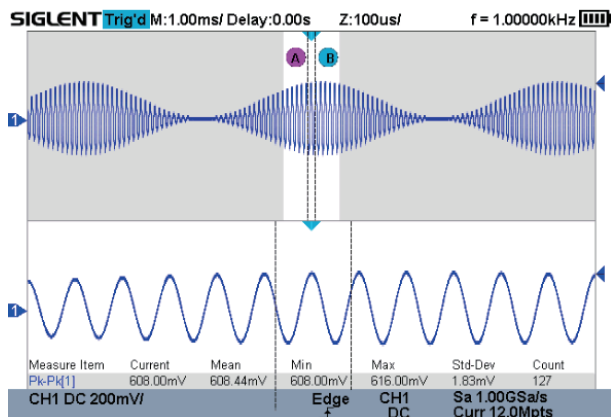 SIGLENT Trig'd M:1.00ms/ Delay:0.00s Z:100us/ f = 1.00000kHz
A B
1
1
Measure Item Current Mean Min Max Std-Dev Count
Pk-Pk[1] 608.00mV 608.44mV 608.00mV 616.00mV 1.83mV 127
CH1 DC 200mV/ Edge CH1 Sa 1.00GSa/s
DC Curr 12.0Mpts